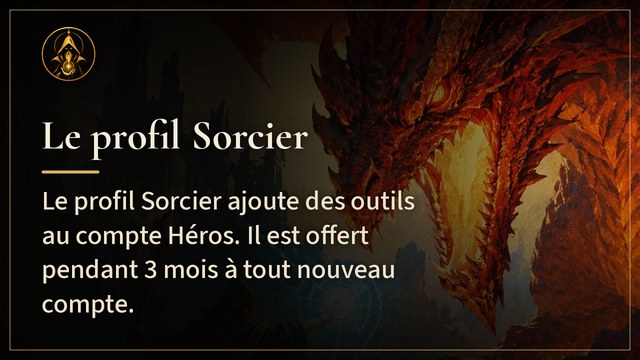 Le profil Sorcier
Le profil Sorcier ajoute des outils
au compte Héros. Il est offert
pendant 3 mois à tout nouveau
compte.